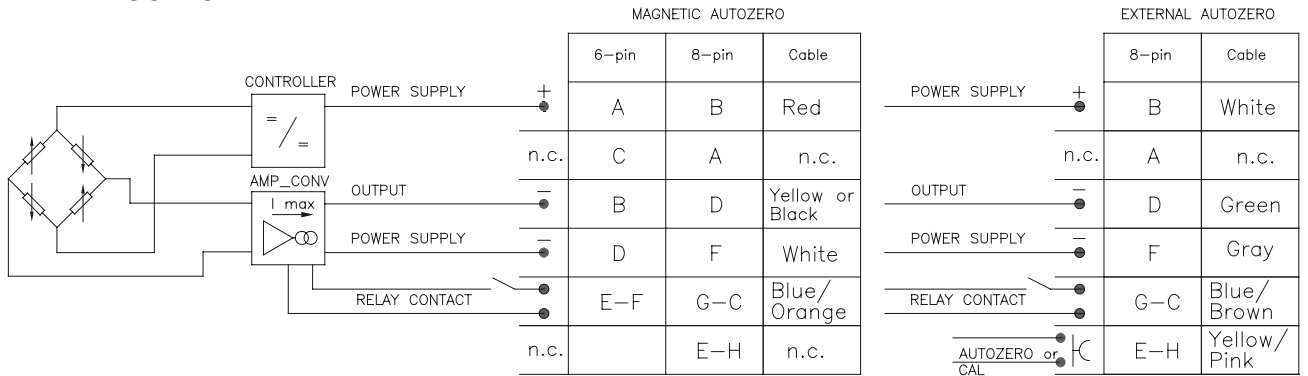 MAGNETIC AUTOZERO
6-pin 8-pin Cable
CONTROLLER
= / =
POWER SUPPLY + A B Red
n.c. C A n.c.
AMP_CONV
I max
OUTPUT - B D Yellow or
Black
POWER SUPPLY - D F White
RELAY CONTACT E-F G-C Blue/
Orange
n.c. E-H n.c.
EXTERNAL AUTOZERO
8-pin Cable
POWER SUPPLY + B White
n.c. A n.c.
OUTPUT - D Green
POWER SUPPLY - F Gray
RELAY CONTACT G-C Blue/
Brown
AUTOZERO or
CAL
E-H Yellow/
Pink